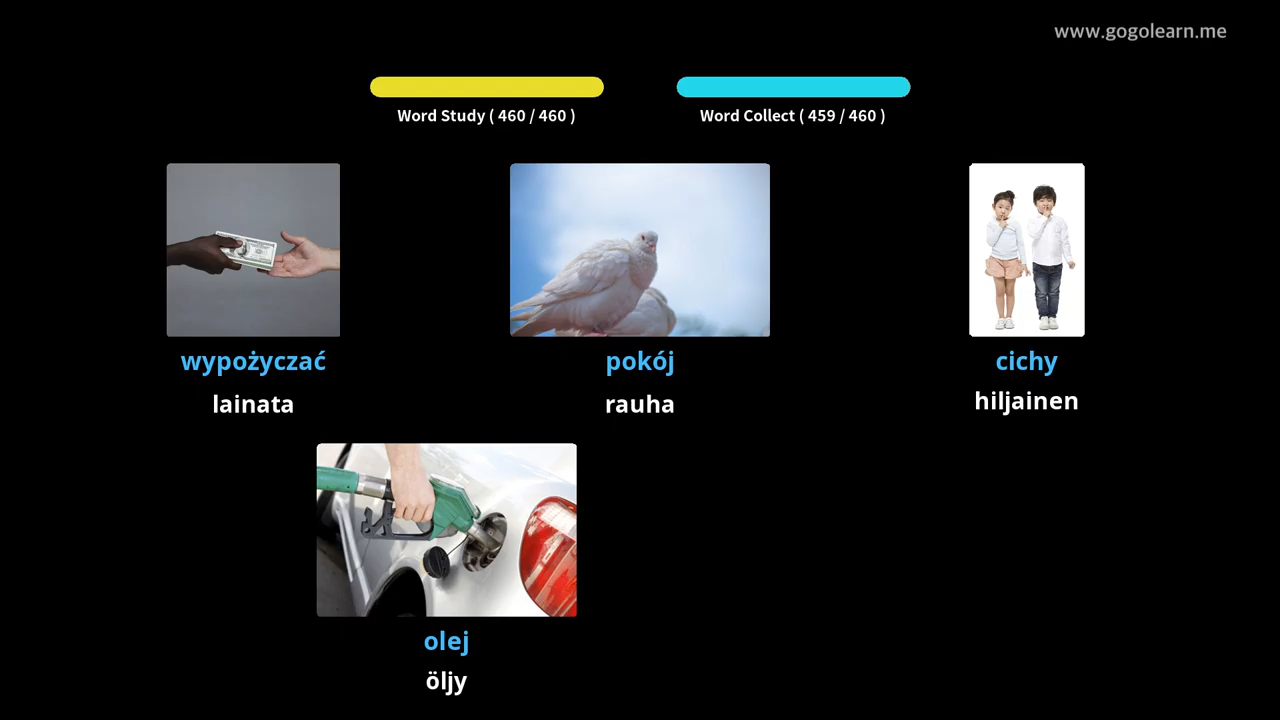 www.gogolearn.me
Word Study ( 460 / 460 )
Word Collect ( 459 / 460 )
wypożyczać
lainata
pokój
rauha
cichy
hiljainen
olej
öljy